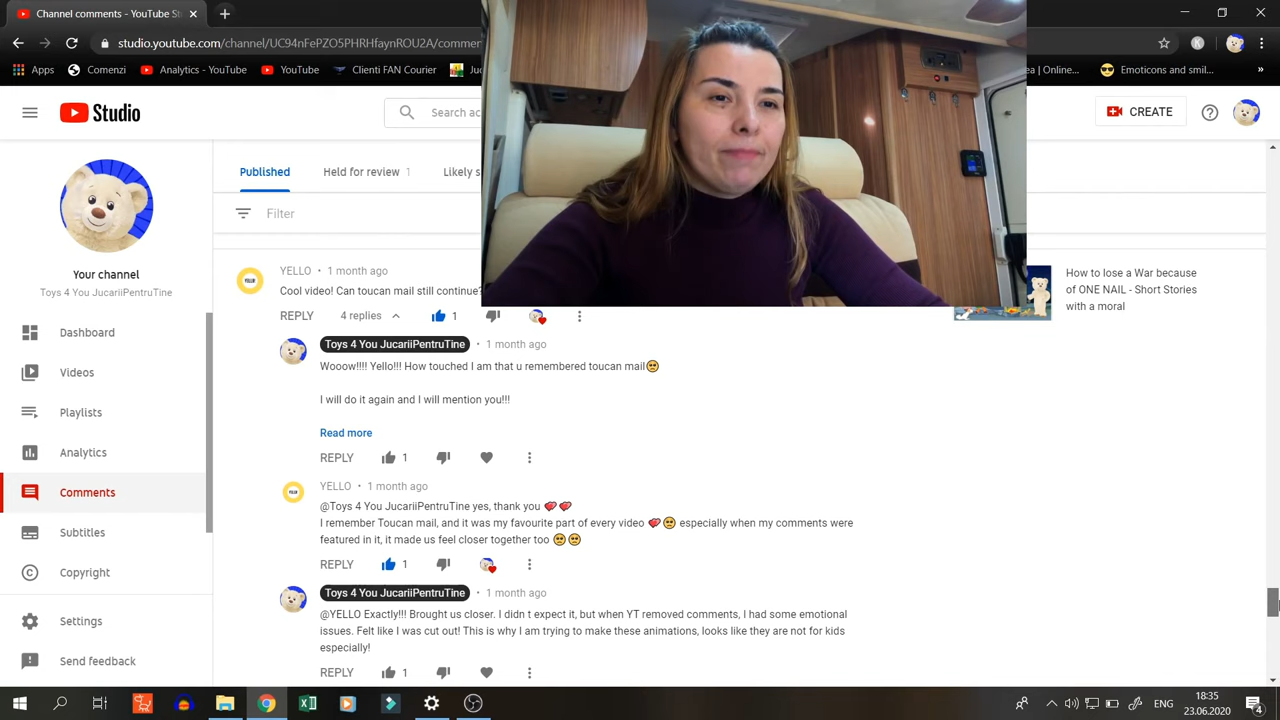 Channel Comments - YouTube St
studio.youtube.com/channel/UC94nFePZO5PHRHfaynROU2A/comme
Apps
Comenzi
Analytics - YouTube
YouTube
Clienti FAN Courier
Ju
ea | Online...
Emoticons and smil...
»
Studio
Search ac
CREATE
Your channel
Toys 4 You JucariiPentruTine
Dashboard
Videos
Playlists
Analytics
Comments
Subtitles
Copyright
Settings
Send feedback
Published
Held for review 1
Likely s
Filter
YELLO • 1 month ago
Cool video! Can toucan mail still continue?
REPLY 4 replies 1
How to lose a War because
of ONE NAIL - Short Stories
with a moral
Toys 4 You JucariiPentruTine • 1 month ago
Wooow!!!! Yello!!! How touched I am that u remembered toucan mail🥺
I will do it again and I will mention you!!!
Read more
REPLY 1
YELLO • 1 month ago
@Toys 4 You JucariiPentruTine yes, thank you 💕💕
I remember Toucan mail, and it was my favourite part of every video 💕🥺 especially when my comments were
featured in it, it made us feel closer together too 🥺🥺
REPLY 1
Toys 4 You JucariiPentruTine • 1 month ago
@YELLO Exactly!!! Brought us closer. I didn t expect it, but when YT removed comments, I had some emotional
issues. Felt like I was cut out! This is why I am trying to make these animations, looks like they are not for kids
especially!
REPLY 1
ENG
18:35
23.06.2020
4